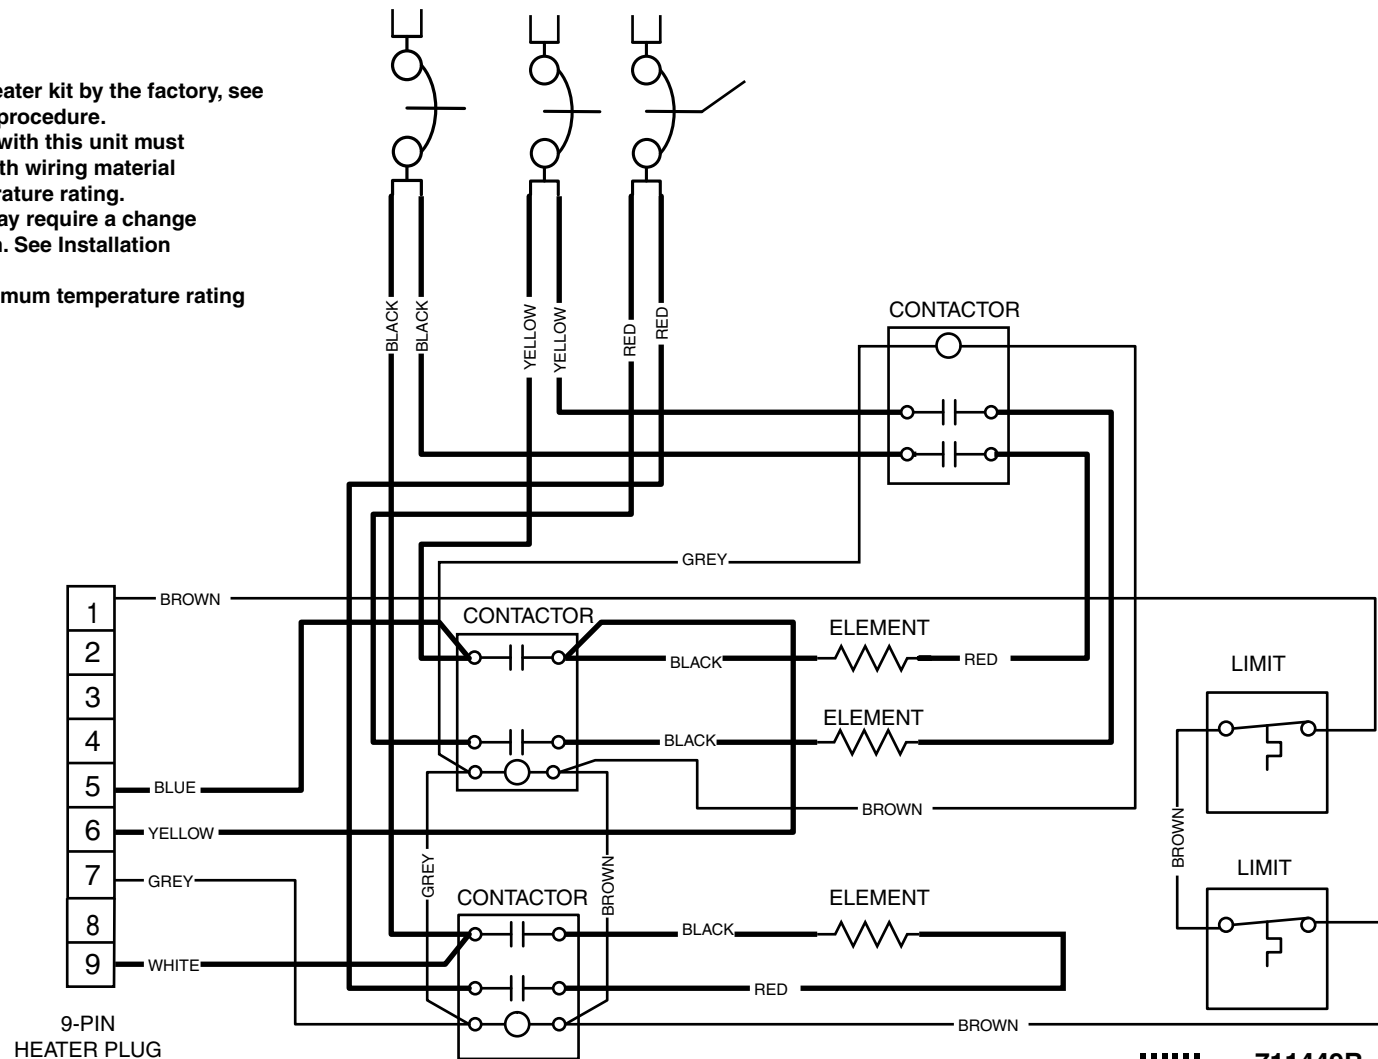 eater kit by the factory, see
procedure.
with this unit must
th wiring material
rature rating.
ay require a change
n. See Installation
mum temperature rating
BLACK
BLACK
YELLOW
YELLOW
RED
RED
CONTACTOR
GREY
1
BROWN
2
3
4
5
BLUE
6
YELLOW
7
GREY
8
9
WHITE
9-PIN
HEATER PLUG
CONTACTOR
ELEMENT
BLACK
RED
ELEMENT
BLACK
BROWN
GREY
BROWN
CONTACTOR
ELEMENT
BLACK
RED
BROWN
LIMIT
BROWN
LIMIT